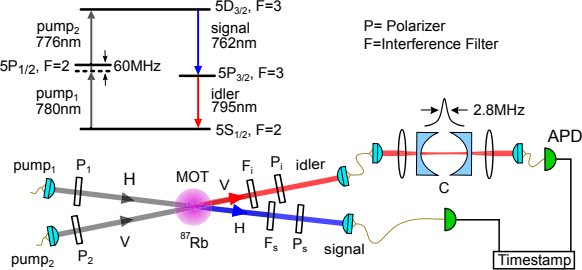 5D3/2, F=3
pump2
776nm
signal
762nm
5P1/2, F=2
60MHz
5P3/2, F=3
pump1
780nm
idler
795nm
5S1/2, F=2
P= Polarizer
F=Interference Filter
2.8MHz
APD
C
pump1
P1
H
MOT
V
Fi
Pi
idler
pump2
P2
V
87Rb
H
Fs
Ps
signal
Timestamp